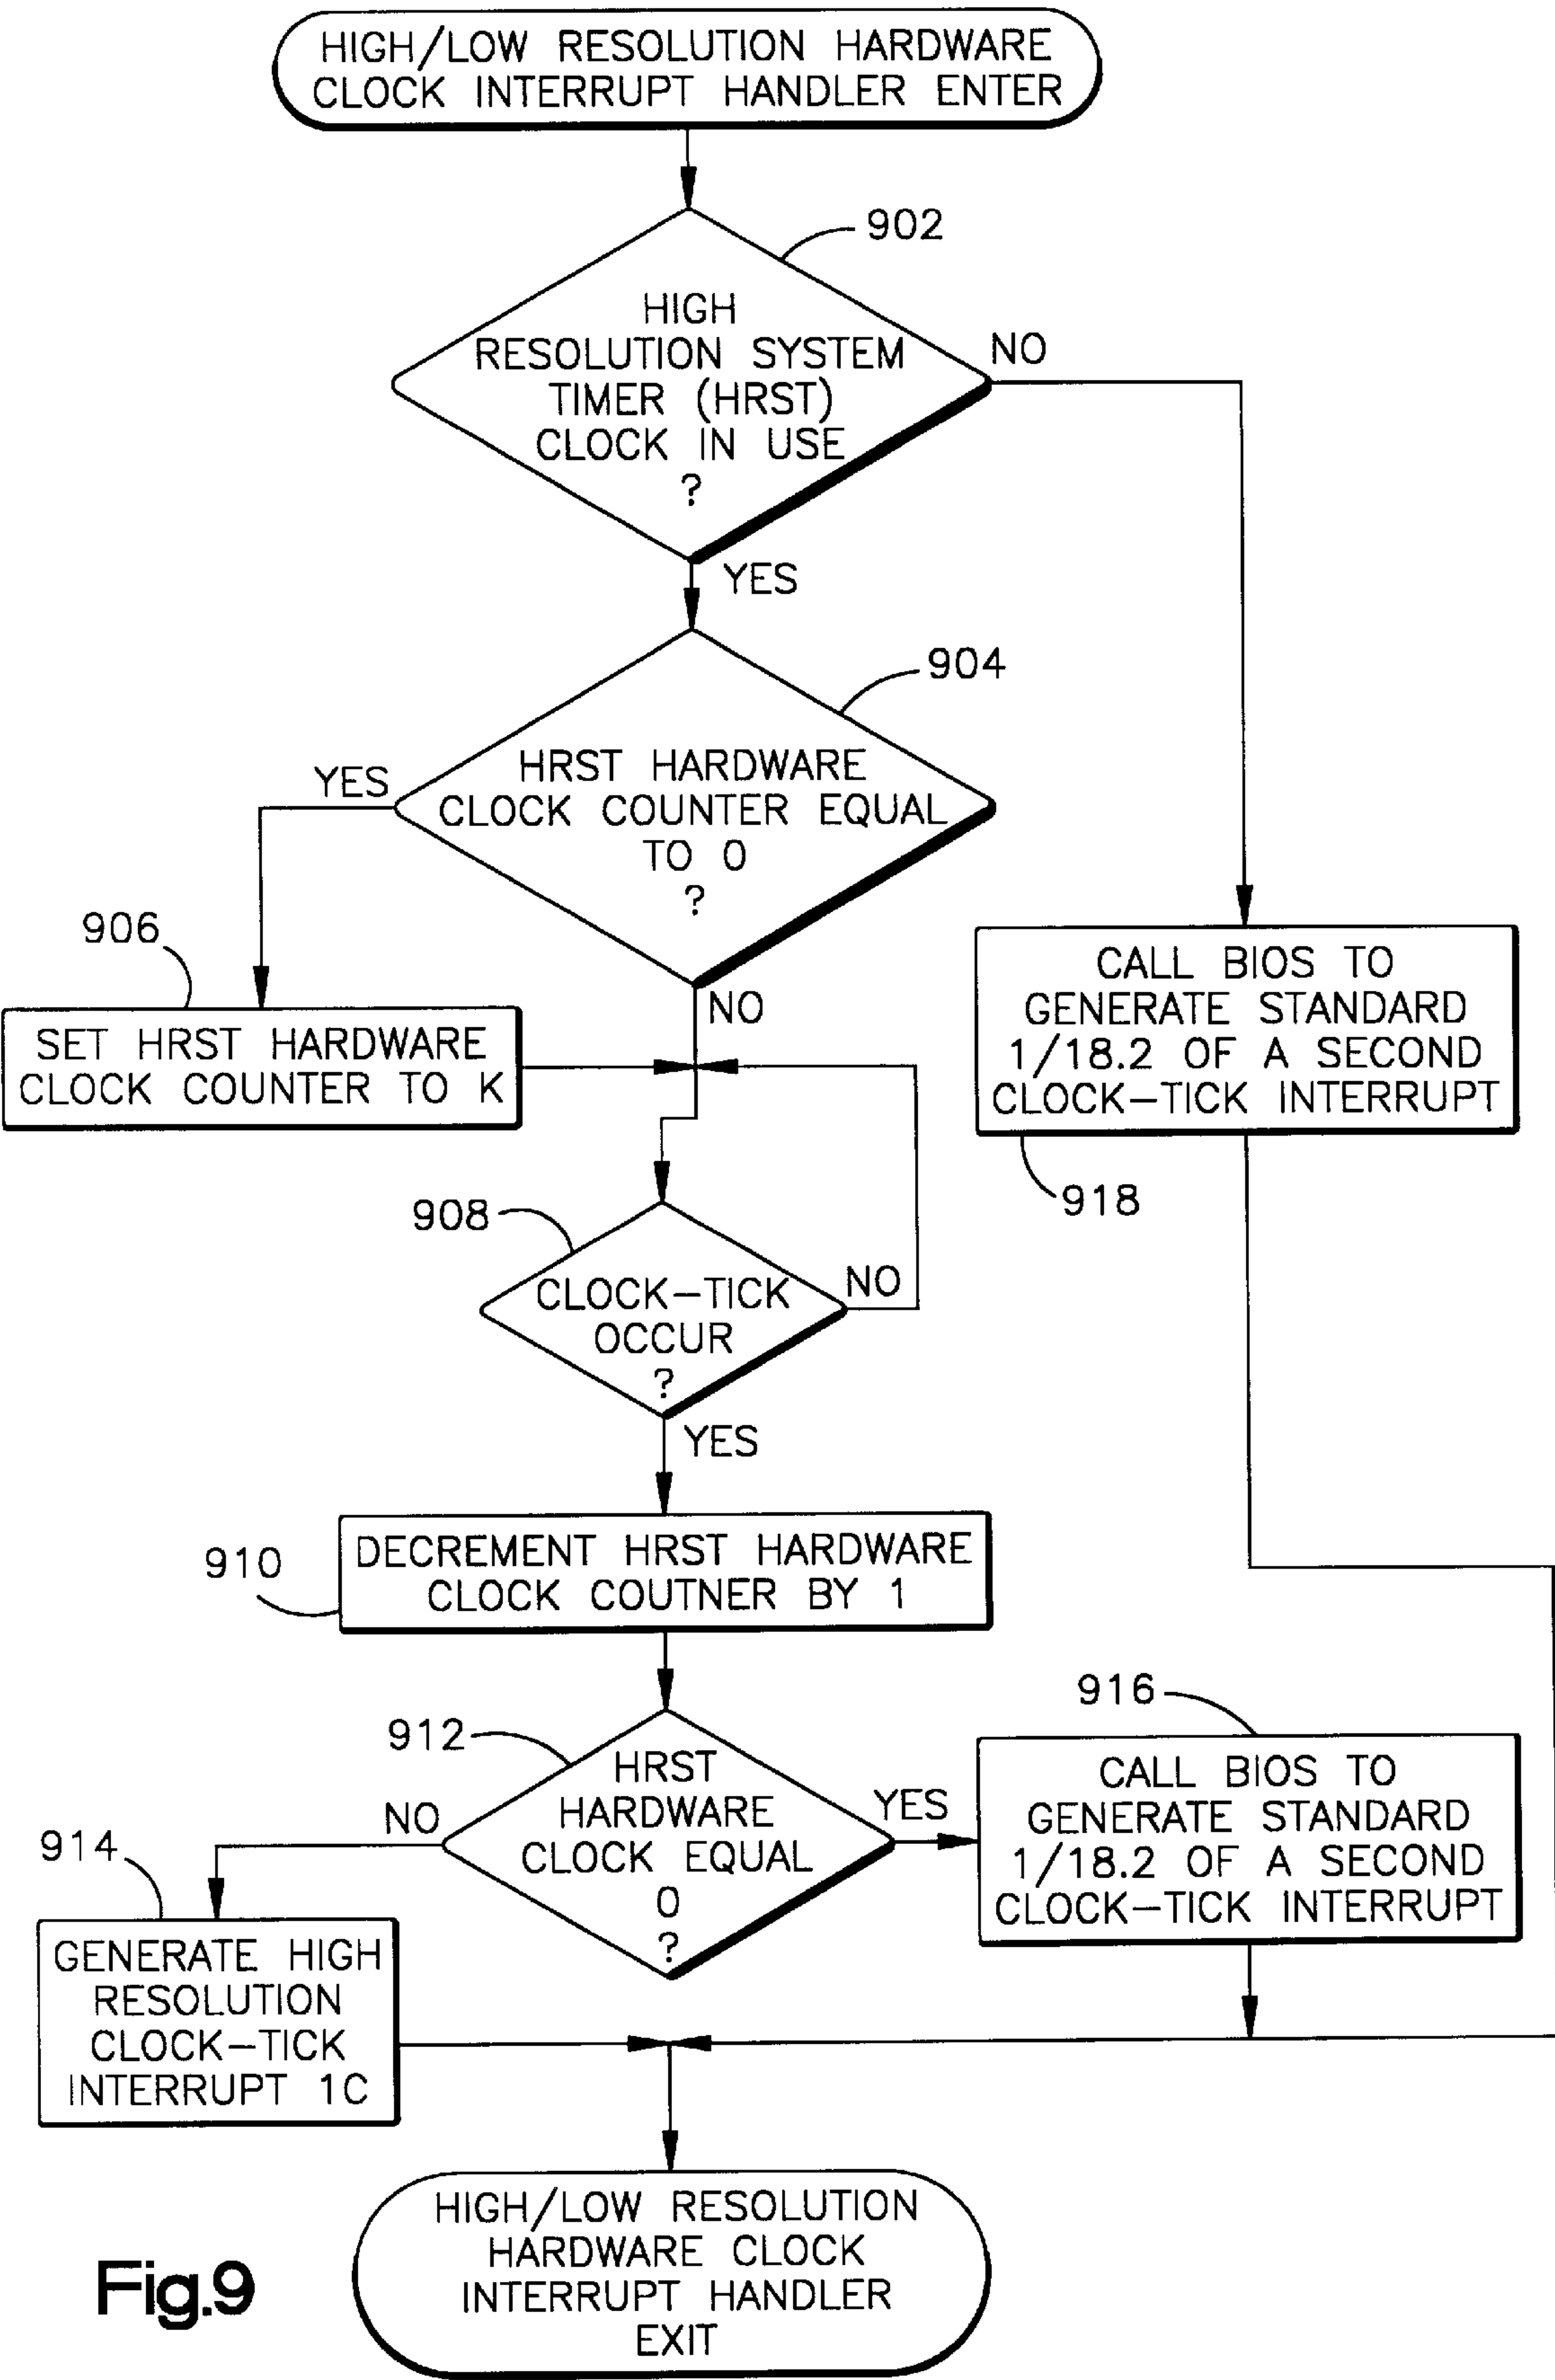 HIGH/LOW RESOLUTION HARDWARE
CLOCK INTERRUPT HANDLER ENTER
902
HIGH
RESOLUTION SYSTEM
TIMER (HRST)
CLOCK IN USE
?
NO
YES
904
HRST HARDWARE
CLOCK COUNTER EQUAL
TO 0
?
YES
NO
906
SET HRST HARDWARE
CLOCK COUNTER TO K
CALL BIOS TO
GENERATE STANDARD
1/18.2 OF A SECOND
CLOCK-TICK INTERRUPT
918
908
CLOCK-TICK
OCCUR
?
NO
YES
910
DECREMENT HRST HARDWARE
CLOCK COUTNER BY 1
912
HRST
HARDWARE
CLOCK EQUAL
0
?
NO
YES
916
CALL BIOS TO
GENERATE STANDARD
1/18.2 OF A SECOND
CLOCK-TICK INTERRUPT
914
GENERATE HIGH
RESOLUTION
CLOCK-TICK
INTERRUPT 1C
HIGH/LOW RESOLUTION
HARDWARE CLOCK
INTERRUPT HANDLER
EXIT
Fig.9